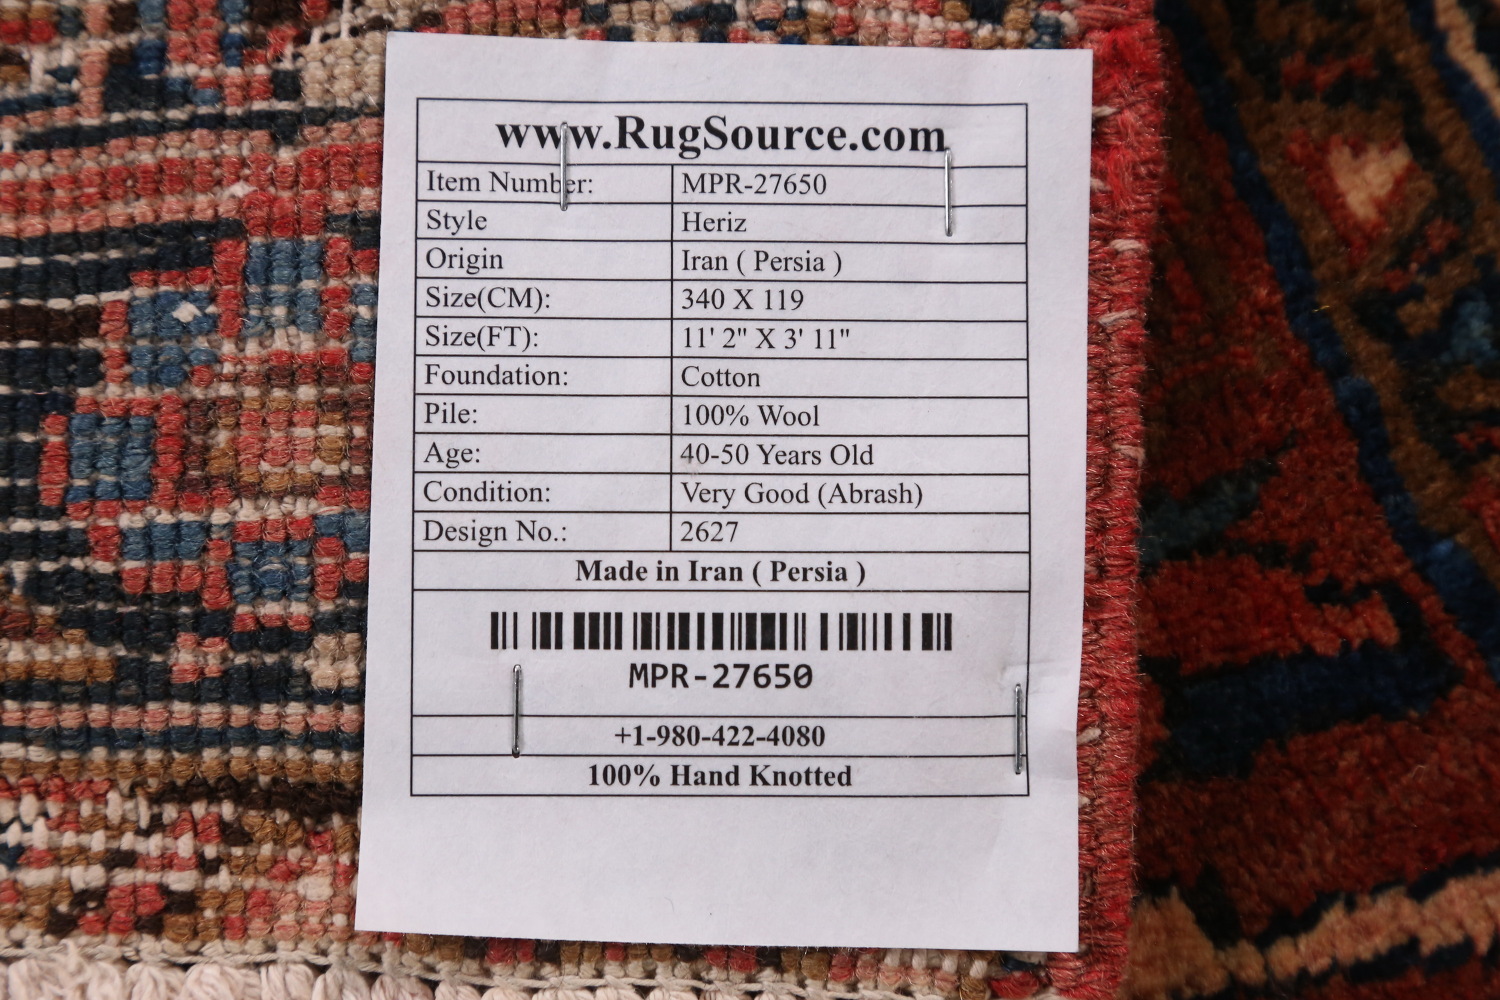 www.RugSource.com
Item Number: MPR-27650
Style Heriz
Origin Iran ( Persia )
Size(CM): 340 X 119
Size(FT): 11' 2" X 3' 11"
Foundation: Cotton
Pile: 100% Wool
Age: 40-50 Years Old
Condition: Very Good (Abrash)
Design No.: 2627
Made in Iran ( Persia )
MPR-27650
+1-980-422-4080
100% Hand Knotted